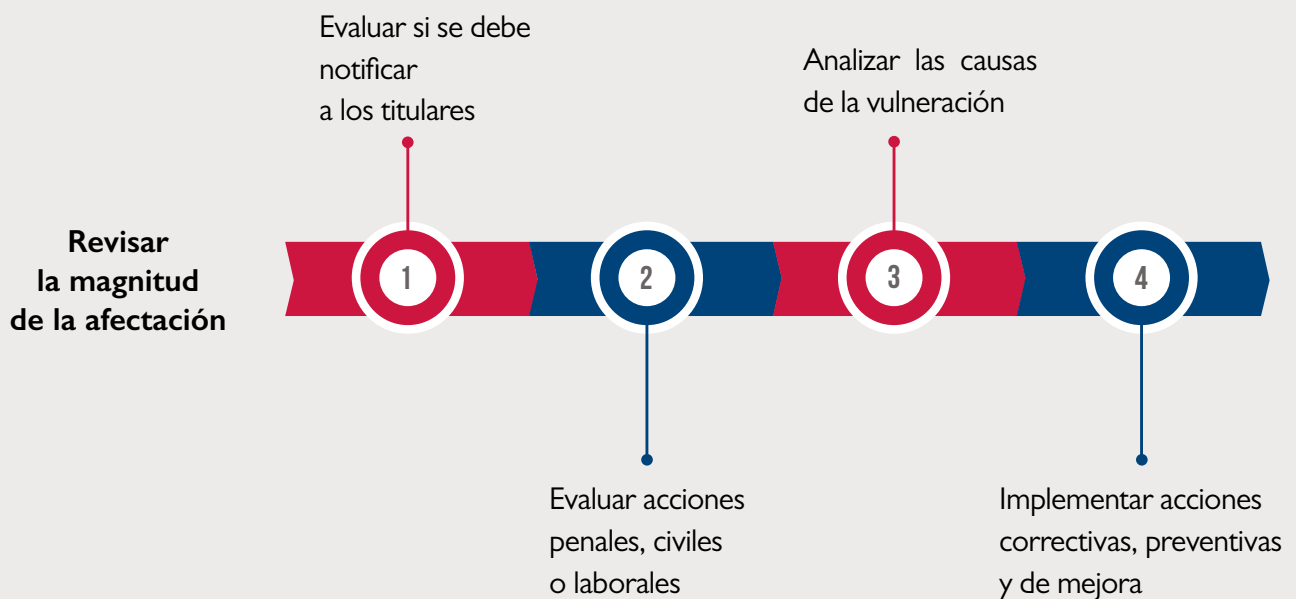 Evaluar si se debe
notificar
a los titulares
Analizar las causas
de la vulneración
Revisar
la magnitud
de la afectación
1
2
3
4
Evaluar acciones
penales, civiles
o laborales
Implementar acciones
correctivas, preventivas
y de mejora